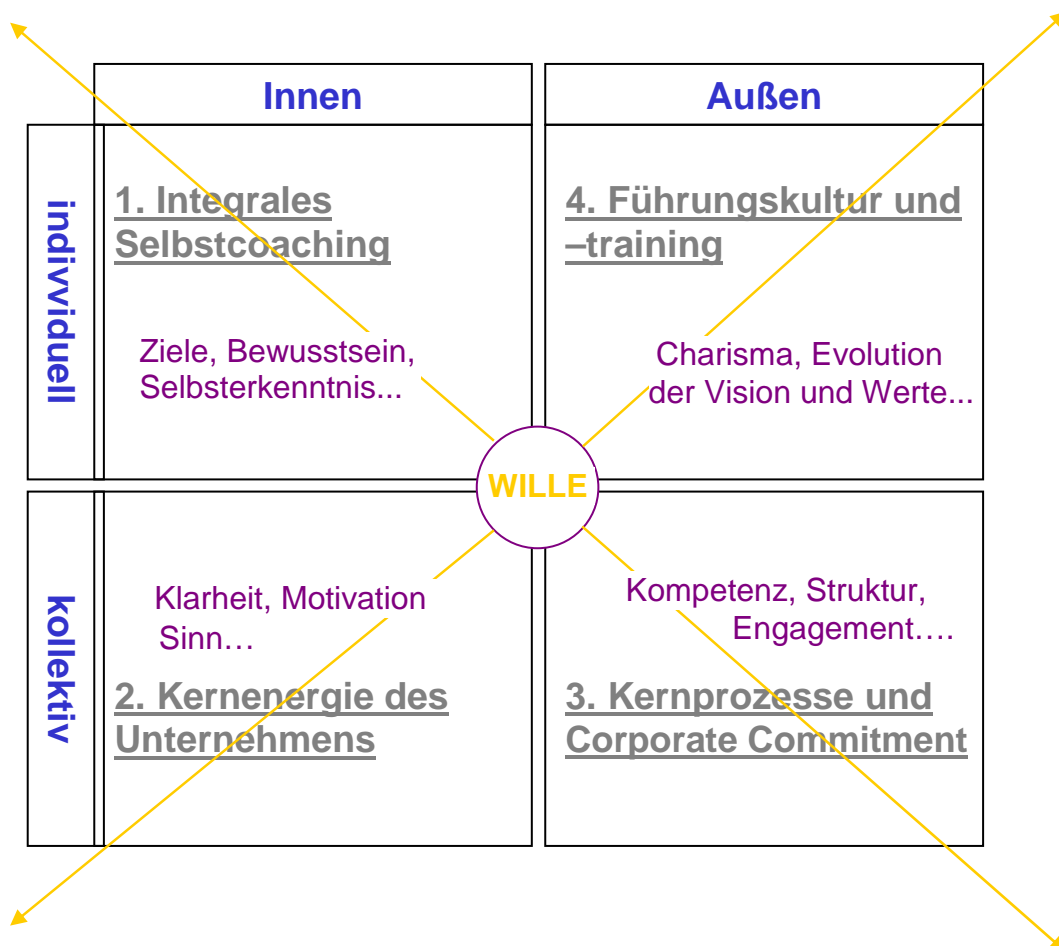 Innen
Außen
indivviduell
1. Integrales
Selbstcoaching
Ziele, Bewusstsein,
Selbsterkenntnis...
4. Führungskultur und
–training
Charisma, Evolution
der Vision und Werte...
WILLE
kollektiv
Klarheit, Motivation
Sinn…
2. Kernenergie des
Unternehmens
Kompetenz, Struktur,
Engagement….
3. Kernprozesse und
Corporate Commitment